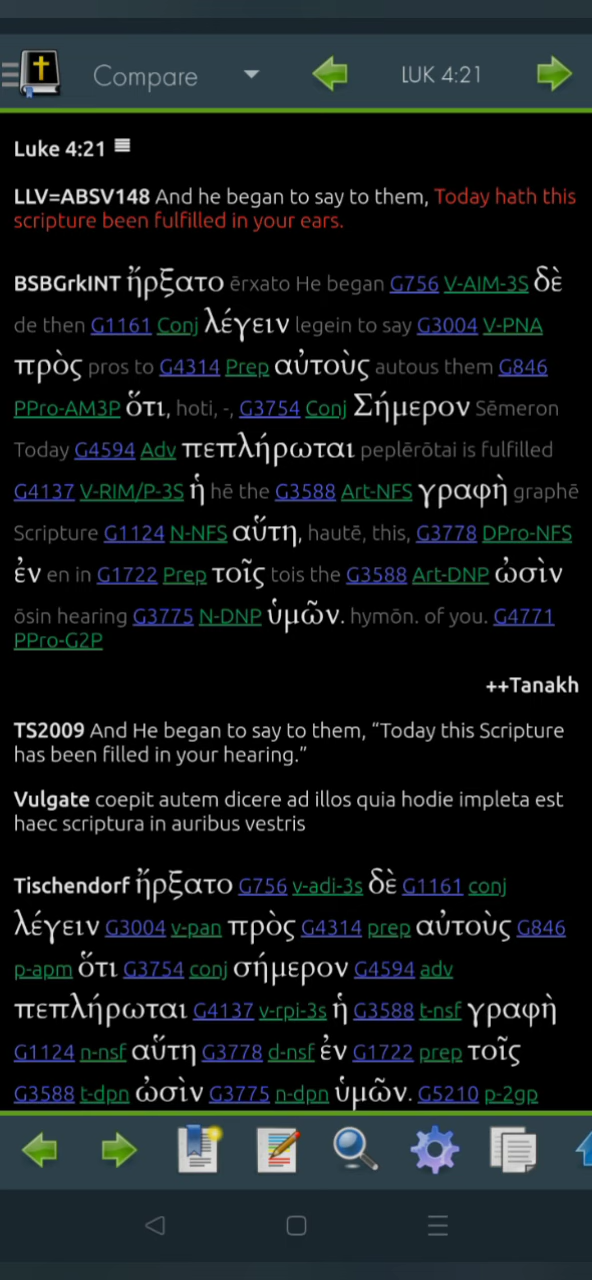 Compare
LUK 4:21
Luke 4:21
LLV=ABSV148 And he began to say to them, Today hath this
scripture been fulfilled in your ears.
BSBGrkINT ἤρξατο ērxato He began G756 V-AIM-3S δὲ
de then G1161 Conj λέγειν legein to say G3004 V-PNA
πρὸς pros to G4314 Prep αὐτοὺς autous them G846
PPro-AM3P ὅτι, hoti, -, G3754 Conj Σήμερον Sēmeron
Today G4594 Adv πεπλήρωται peplērōtai is fulfilled
G4137 V-RIM/P-3S ἡ hē the G3588 Art-NFS γραφὴ graphē
Scripture G1124 N-NFS αὕτη, hautē, this, G3778 DPro-NFS
ἐν en in G1722 Prep τοῖς tois the G3588 Art-DNP ὠσὶν
ōsin hearing G3775 N-DNP ὑμῶν. hymōn. of you. G4771
PPro-G2P
++Tanakh
TS2009 And He began to say to them, “Today this Scripture
has been filled in your hearing.”
Vulgate coepit autem dicere ad illos quia hodie impleta est
haec scriptura in auribus vestris
Tischendorf ἤρξατο G756 v-adi-3s δὲ G1161 conj
λέγειν G3004 v-pan πρὸς G4314 prep αὐτοὺς G846
p-apm ὅτι G3754 conj σήμερον G4594 adv
πεπλήρωται G4137 v-rpi-3s ἡ G3588 t-nsf γραφὴ
G1124 n-nsf αὕτη G3778 d-nsf ἐν G1722 prep τοῖς
G3588 t-dpn ὠσὶν G3775 n-dpn ὑμῶν. G5210 p-2gp